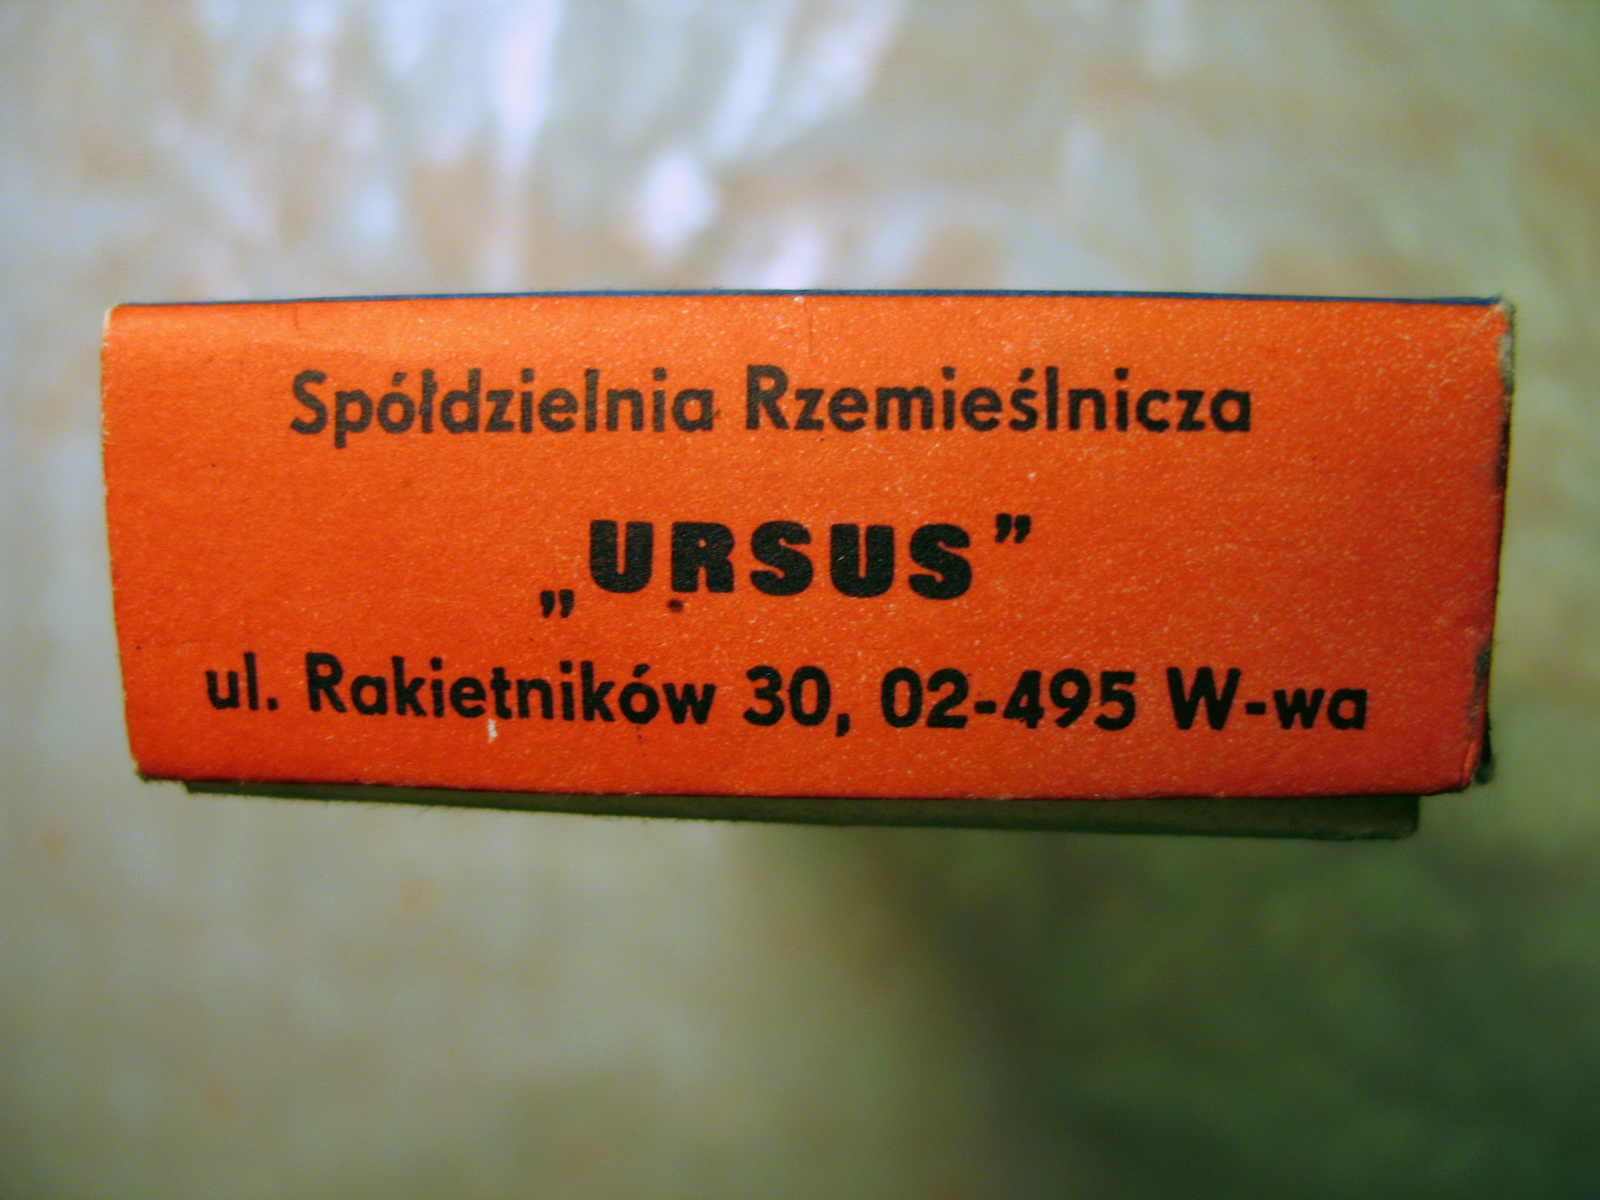 Spółdzielnia Rzemieślnicza
„URSUS”
ul. Rakietników 30, 02-495 W-wa